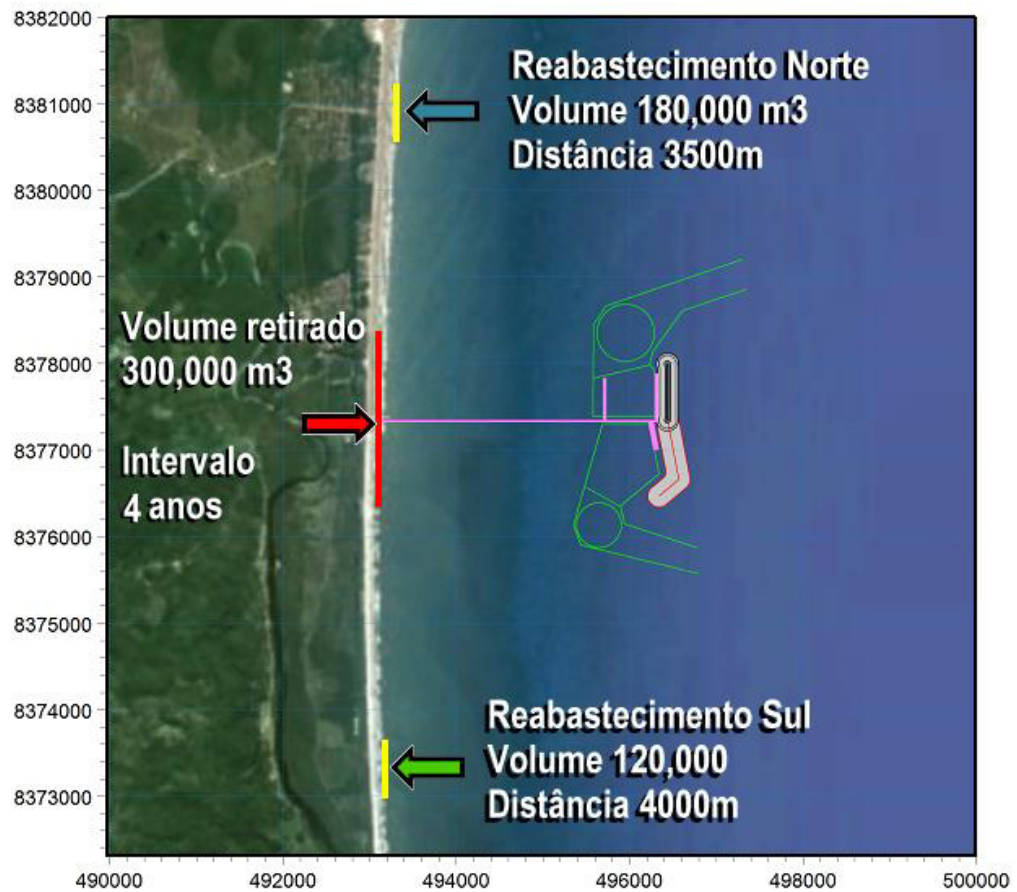 8382000
8381000
8380000
8379000
8378000
8377000
8376000
8375000
8374000
8373000
Reabastecimento Norte
Volume 180,000 m3
Distância 3500m
Volume retirado
300,000 m3
Intervalo
4 anos
Reabastecimento Sul
Volume 120,000
Distância 4000m
490000 492000 494000 496000 498000 500000